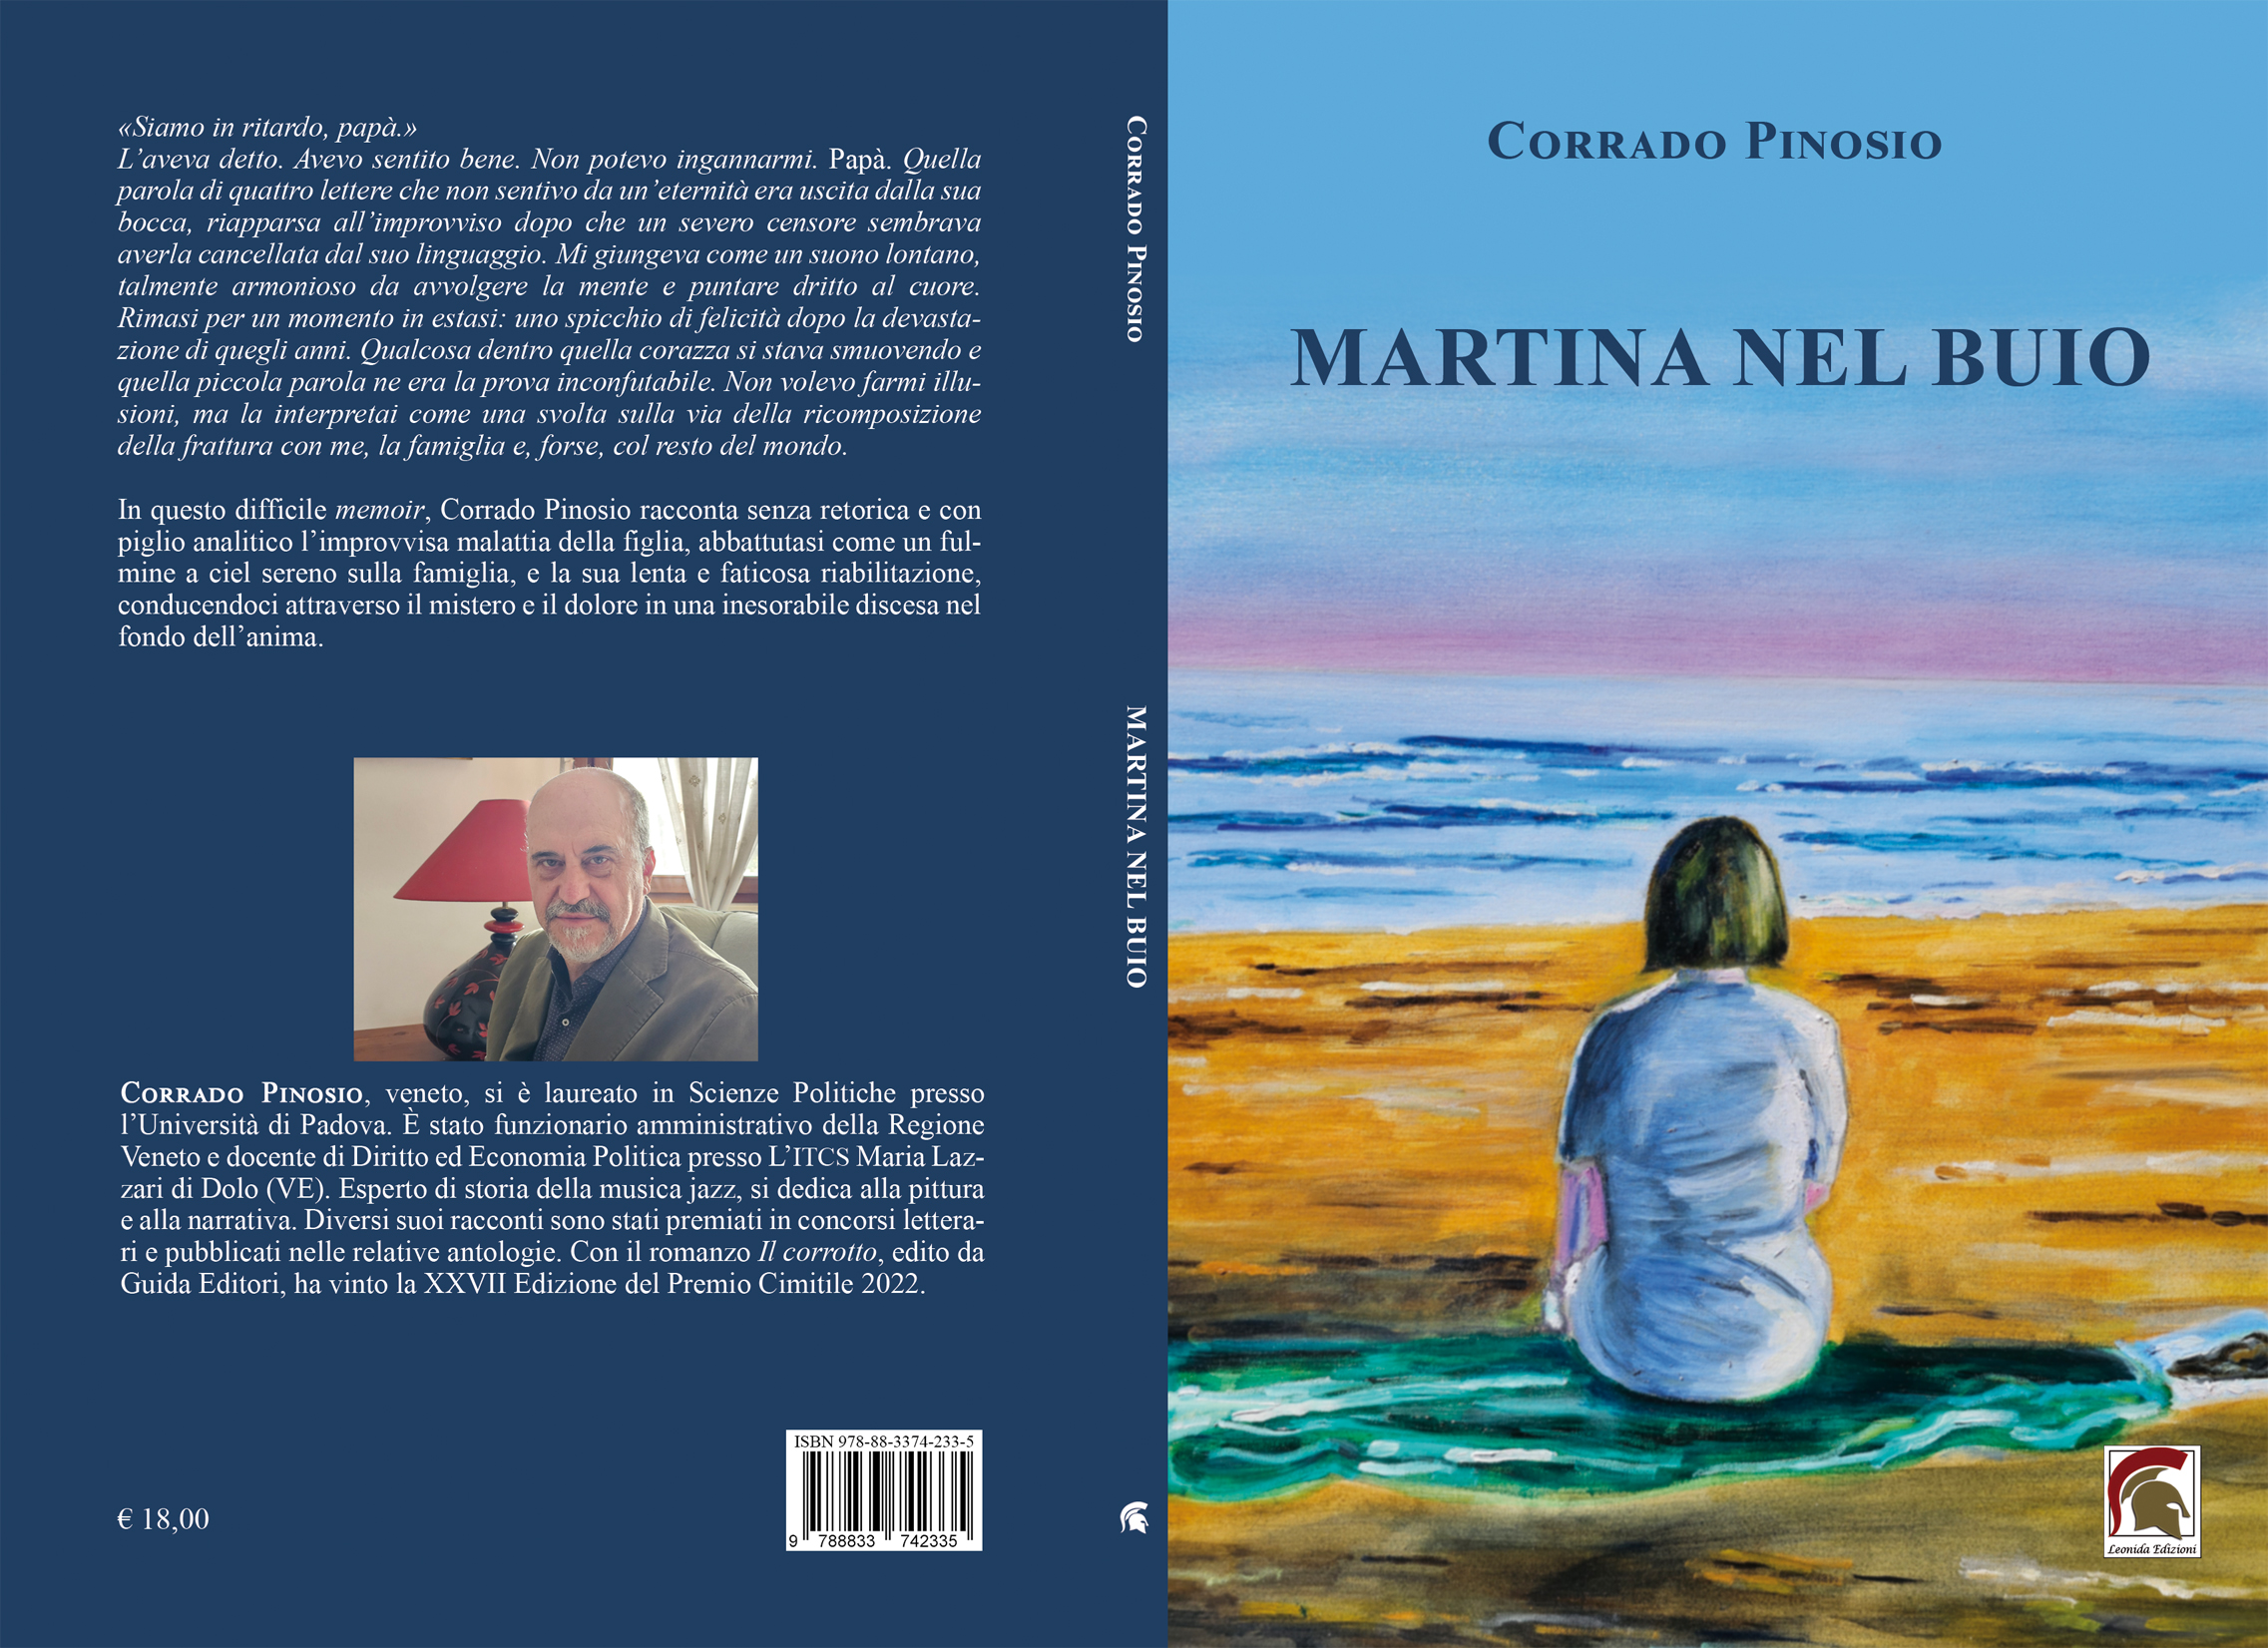 «Siamo in ritardo, papà.»
L’aveva detto. Avevo sentito bene. Non potevo ingannarmi. Papà. Quella
parola di quattro lettere che non sentivo da un’eternità era uscita dalla sua
bocca, riapparsa all’improvviso dopo che un severo censore sembrava
averla cancellata dal suo linguaggio. Mi giungeva come un suono lontano,
talmente armonioso da avvolgere la mente e puntare dritto al cuore.
Rimasi per un momento in estasi: uno spicchio di felicità dopo la devasta-
zione di quegli anni. Qualcosa dentro quella corazza si stava smuovendo e
quella piccola parola ne era la prova inconfutabile. Non volevo farmi illu-
sioni, ma la interpretai come una svolta sulla via della ricomposizione
della frattura con me, la famiglia e, forse, col resto del mondo.
In questo difficile memoir, Corrado Pinosio racconta senza retorica e con
piglio analitico l’improvvisa malattia della figlia, abbattutasi come un ful-
mine a ciel sereno sulla famiglia, e la sua lenta e faticosa riabilitazione,
conducendoci attraverso il mistero e il dolore in una inesorabile discesa nel
fondo dell’anima.
Corrado Pinosio, veneto, si è laureato in Scienze Politiche presso
l’Università di Padova. È stato funzionario amministrativo della Regione
Veneto e docente di Diritto ed Economia Politica presso L’ITCS Maria Laz-
zari di Dolo (VE). Esperto di storia della musica jazz, si dedica alla pittura
e alla narrativa. Diversi suoi racconti sono stati premiati in concorsi lettera-
ri e pubblicati nelle relative antologie. Con il romanzo Il corrotto, edito da
Guida Editori, ha vinto la XXVII Edizione del Premio Cimitile 2022.
€ 18,00
ISBN 978-88-3374-233-5
9 788833 742335
Corrado Pinosio
MARTINA NEL BUIO
Corrado Pinosio
MARTINA NEL BUIO
Leonida Edizioni